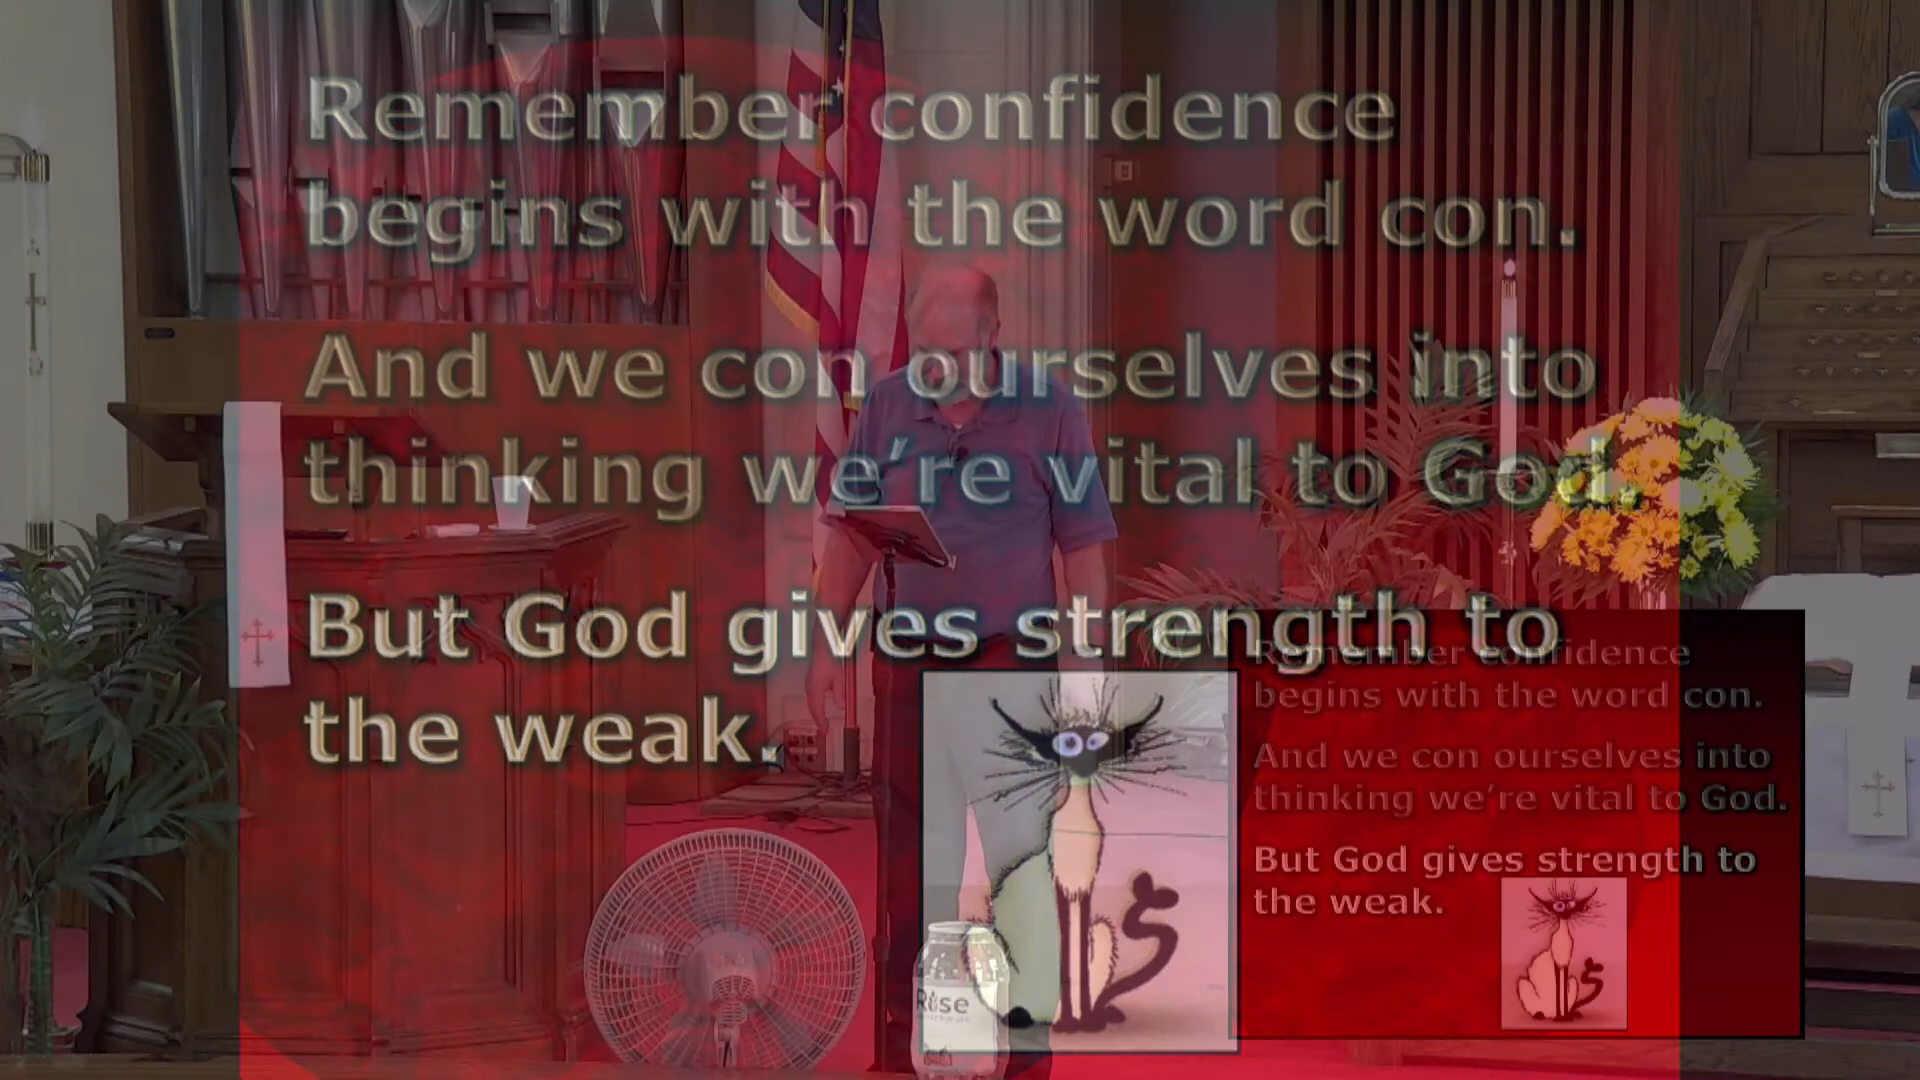 Remember confidence
begins with the word con.
And we con ourselves into
thinking we're vital to God.
But God gives strength to
the weak.
Remember confidence
begins with the word con.
And we con ourselves into
thinking we're vital to God.
But God gives strength to
the weak.
Rise